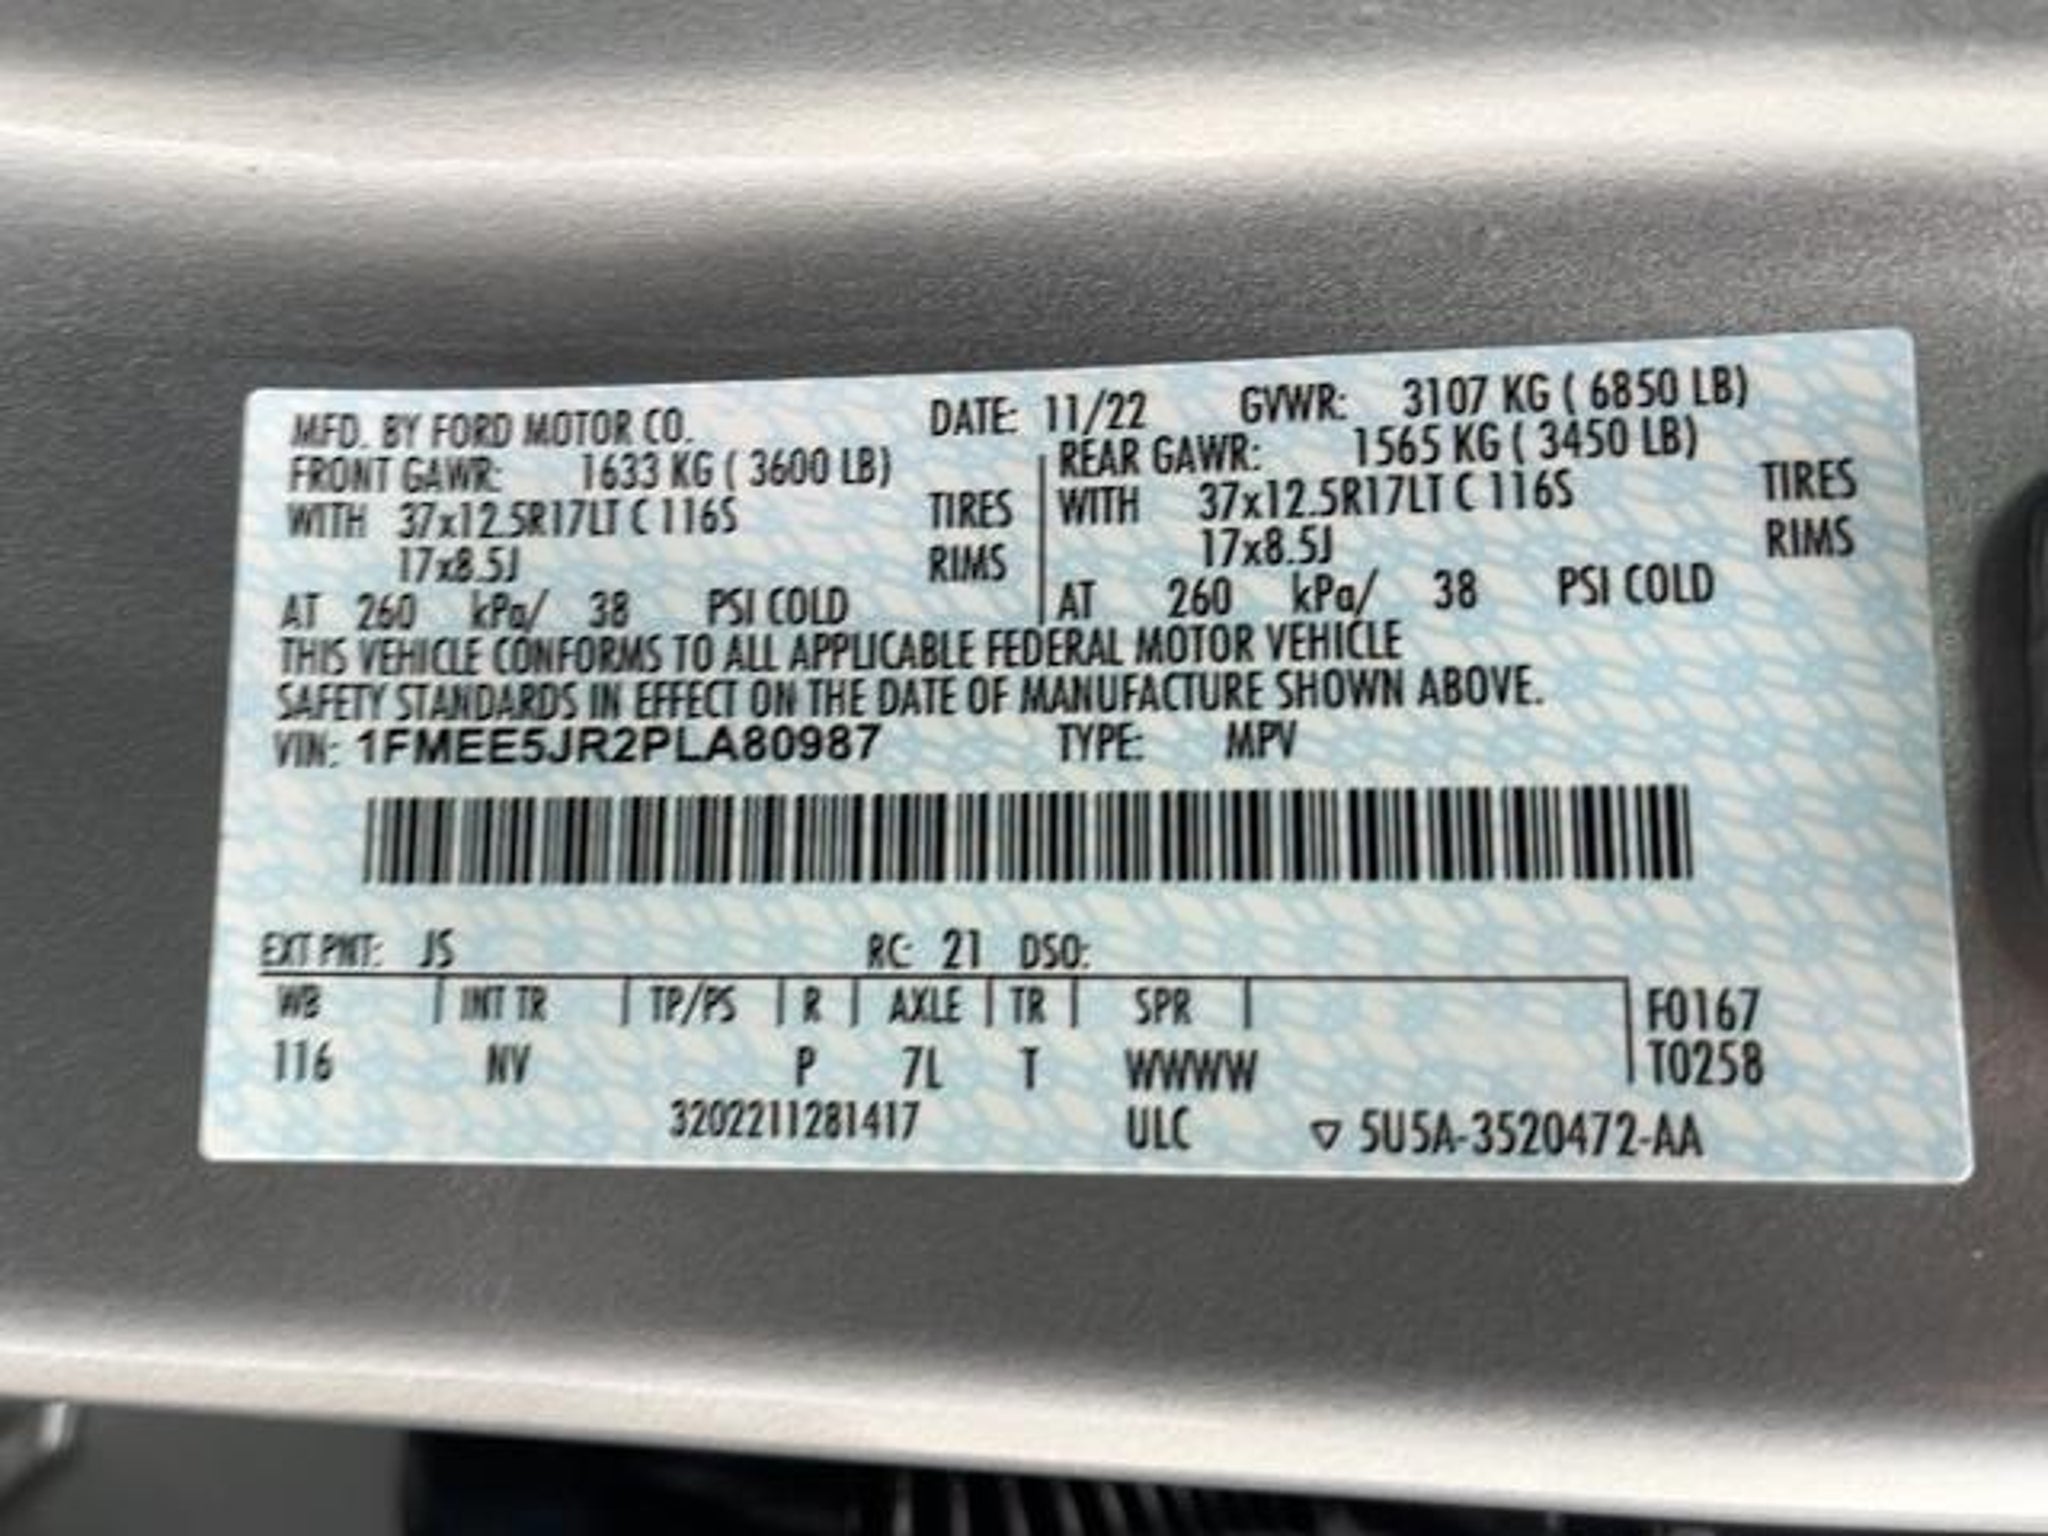 MFD. BY FORD MOTOR CO. DATE: 11/22 GVWR: 3107 KG ( 6850 LB)
FRONT GAWR: 1633 KG ( 3600 LB) REAR GAWR: 1565 KG ( 3450 LB)
WITH 37x12.5R17LT C 116S TIRES WITH 37x12.5R17LT C 116S TIRES
17x8.5J RIMS 17x8.5J RIMS
AT 260 kPa/ 38 PSI COLD AT 260 kPa/ 38 PSI COLD
THIS VEHICLE CONFORMS TO ALL APPLICABLE FEDERAL MOTOR VEHICLE
SAFETY STANDARDS IN EFFECT ON THE DATE OF MANUFACTURE SHOWN ABOVE.
VIN: 1FMEE5JR2PLA80987 TYPE: MPV
EXT PNT: JS RC: 21 DSO:
WB INT TR TP/PS R AXLE TR SPR F0167
116 NV P 7L T WWWW T0258
3202211281417 ULC ▽ 5U5A-3520472-AA